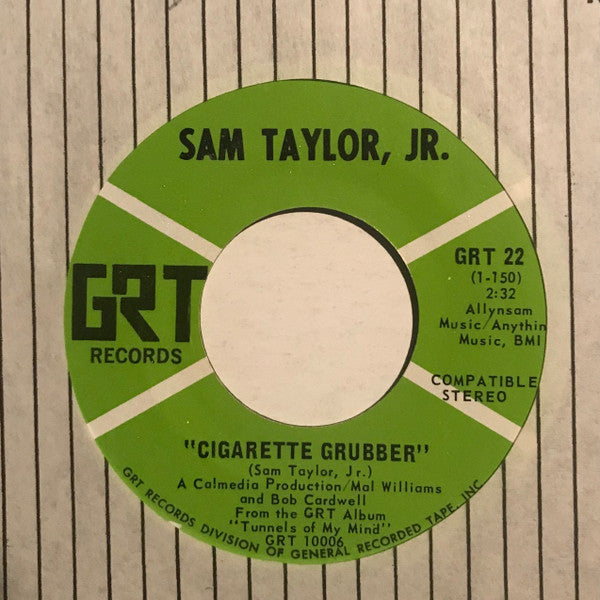 SAM TAYLOR, JR.
GRT
RECORDS
GRT 22
(1-150)
2:32
Allynsam
Music/Anythin
Music, BMI
COMPATIBLE
STEREO
"CIGARETTE GRUBBER"
(Sam Taylor, Jr.)
A Calmedia Production/Mal Williams
and Bob Cardwell
From the GRT Album
"Tunnels of My Mind"
GRT 10006
GRT RECORDS DIVISION OF GENERAL RECORDED TAPE, INC.